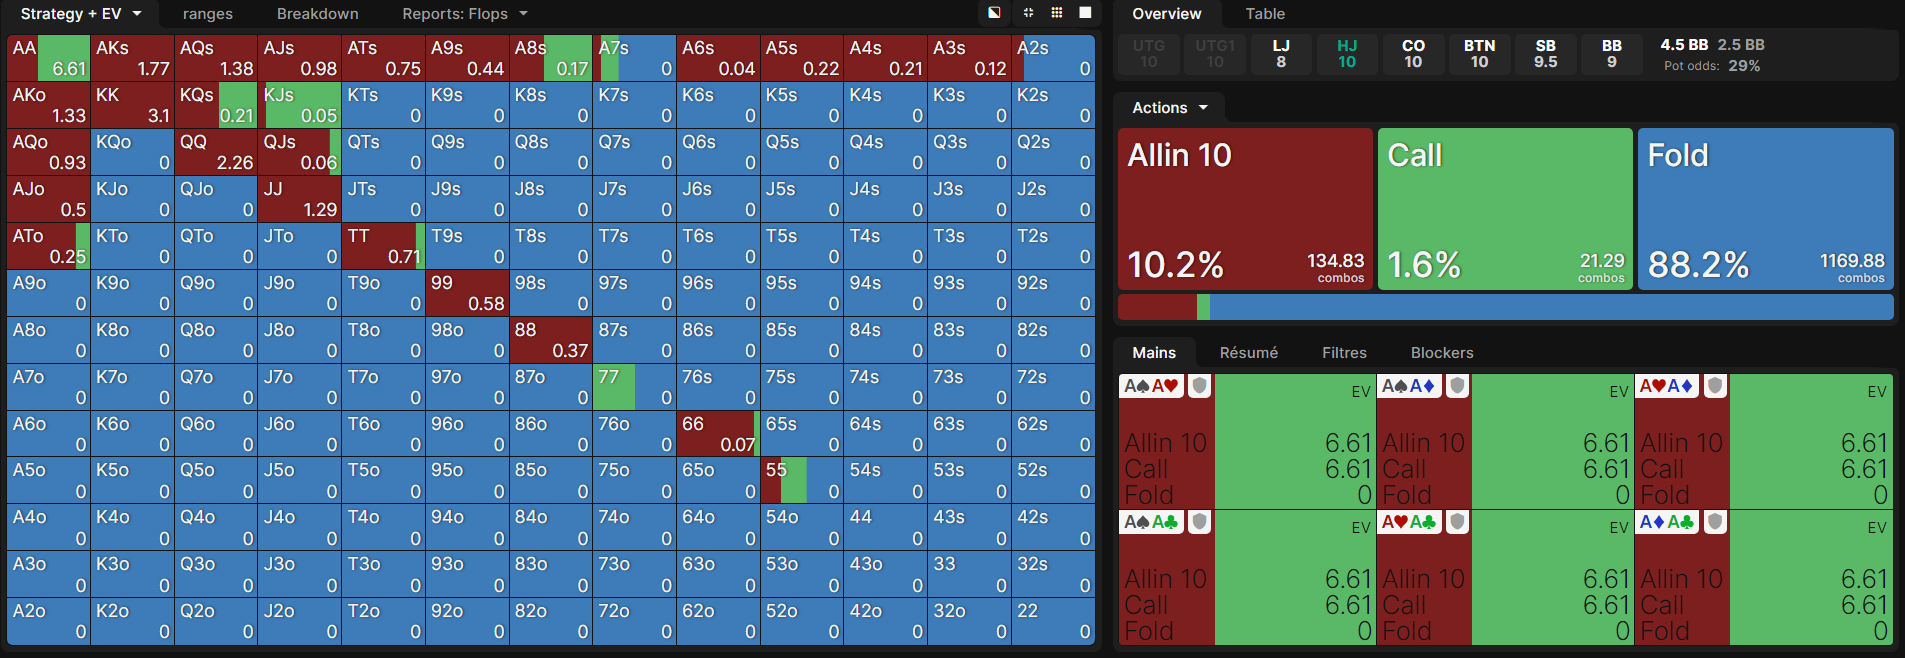 Strategy + EV ranges Breakdown Reports: Flops
AA AKs AQs AJs ATs A9s A8s A7s A6s A5s A4s A3s A2s
6.61 1.77 1.38 0.98 0.75 0.44 0.17 0 0.04 0.22 0.21 0.12 0
AKo KK KQs KJs KTs K9s K8s K7s K6s K5s K4s K3s K2s
1.33 3.1 0.21 0.05 0 0 0 0 0 0 0 0 0
AQo KQo QQ QJs QTs Q9s Q8s Q7s Q6s Q5s Q4s Q3s Q2s
0.93 0 2.26 0.06 0 0 0 0 0 0 0 0 0
AJo KJo QJo JJ JTs J9s J8s J7s J6s J5s J4s J3s J2s
0.5 0 0 1.29 0 0 0 0 0 0 0 0 0
ATo KTo QTo JTo TT T9s T8s T7s T6s T5s T4s T3s T2s
0.25 0 0 0 0.71 0 0 0 0 0 0 0 0
A9o K9o Q9o J9o T9o 99 98s 97s 96s 95s 94s 93s 92s
0 0 0 0 0 0.58 0 0 0 0 0 0 0
A8o K8o Q8o J8o T8o 98o 88 87s 86s 85s 84s 83s 82s
0 0 0 0 0 0 0.37 0 0 0 0 0 0
A7o K7o Q7o J7o T7o 97o 87o 77 76s 75s 74s 73s 72s
0 0 0 0 0 0 0 0 0 0 0 0 0
A6o K6o Q6o J6o T6o 96o 86o 76o 66 65s 64s 63s 62s
0 0 0 0 0 0 0 0 0.07 0 0 0 0
A5o K5o Q5o J5o T5o 95o 85o 75o 65o 55 54s 53s 52s
0 0 0 0 0 0 0 0 0 0 0 0 0
A4o K4o Q4o J4o T4o 94o 84o 74o 64o 54o 44 43s 42s
0 0 0 0 0 0 0 0 0 0 0 0 0
A3o K3o Q3o J3o T3o 93o 83o 73o 63o 53o 43o 33 32s
0 0 0 0 0 0 0 0 0 0 0 0 0
A2o K2o Q2o J2o T2o 92o 82o 72o 62o 52o 42o 32o 22
0 0 0 0 0 0 0 0 0 0 0 0 0
Overview Table
UTG UTG1 LJ HJ CO BTN SB BB 4.5 BB 2.5 BB
10 10 8 10 10 10 9.5 9 Pot odds: 29%
Actions
Allin 10 Call Fold
10.2% 134.83 combos 1.6% 21.29 combos 88.2% 1169.88 combos
Mains Résumé Filtres Blockers
A♠A♥ EV A♠A♦ EV A♥A♦ EV
Allin 10 6.61 Allin 10 6.61 Allin 10 6.61
Call 6.61 Call 6.61 Call 6.61
Fold 0 Fold 0 Fold 0
A♠A♣ EV A♥A♣ EV A♦A♣ EV
Allin 10 6.61 Allin 10 6.61 Allin 10 6.61
Call 6.61 Call 6.61 Call 6.61
Fold 0 Fold 0 Fold 0